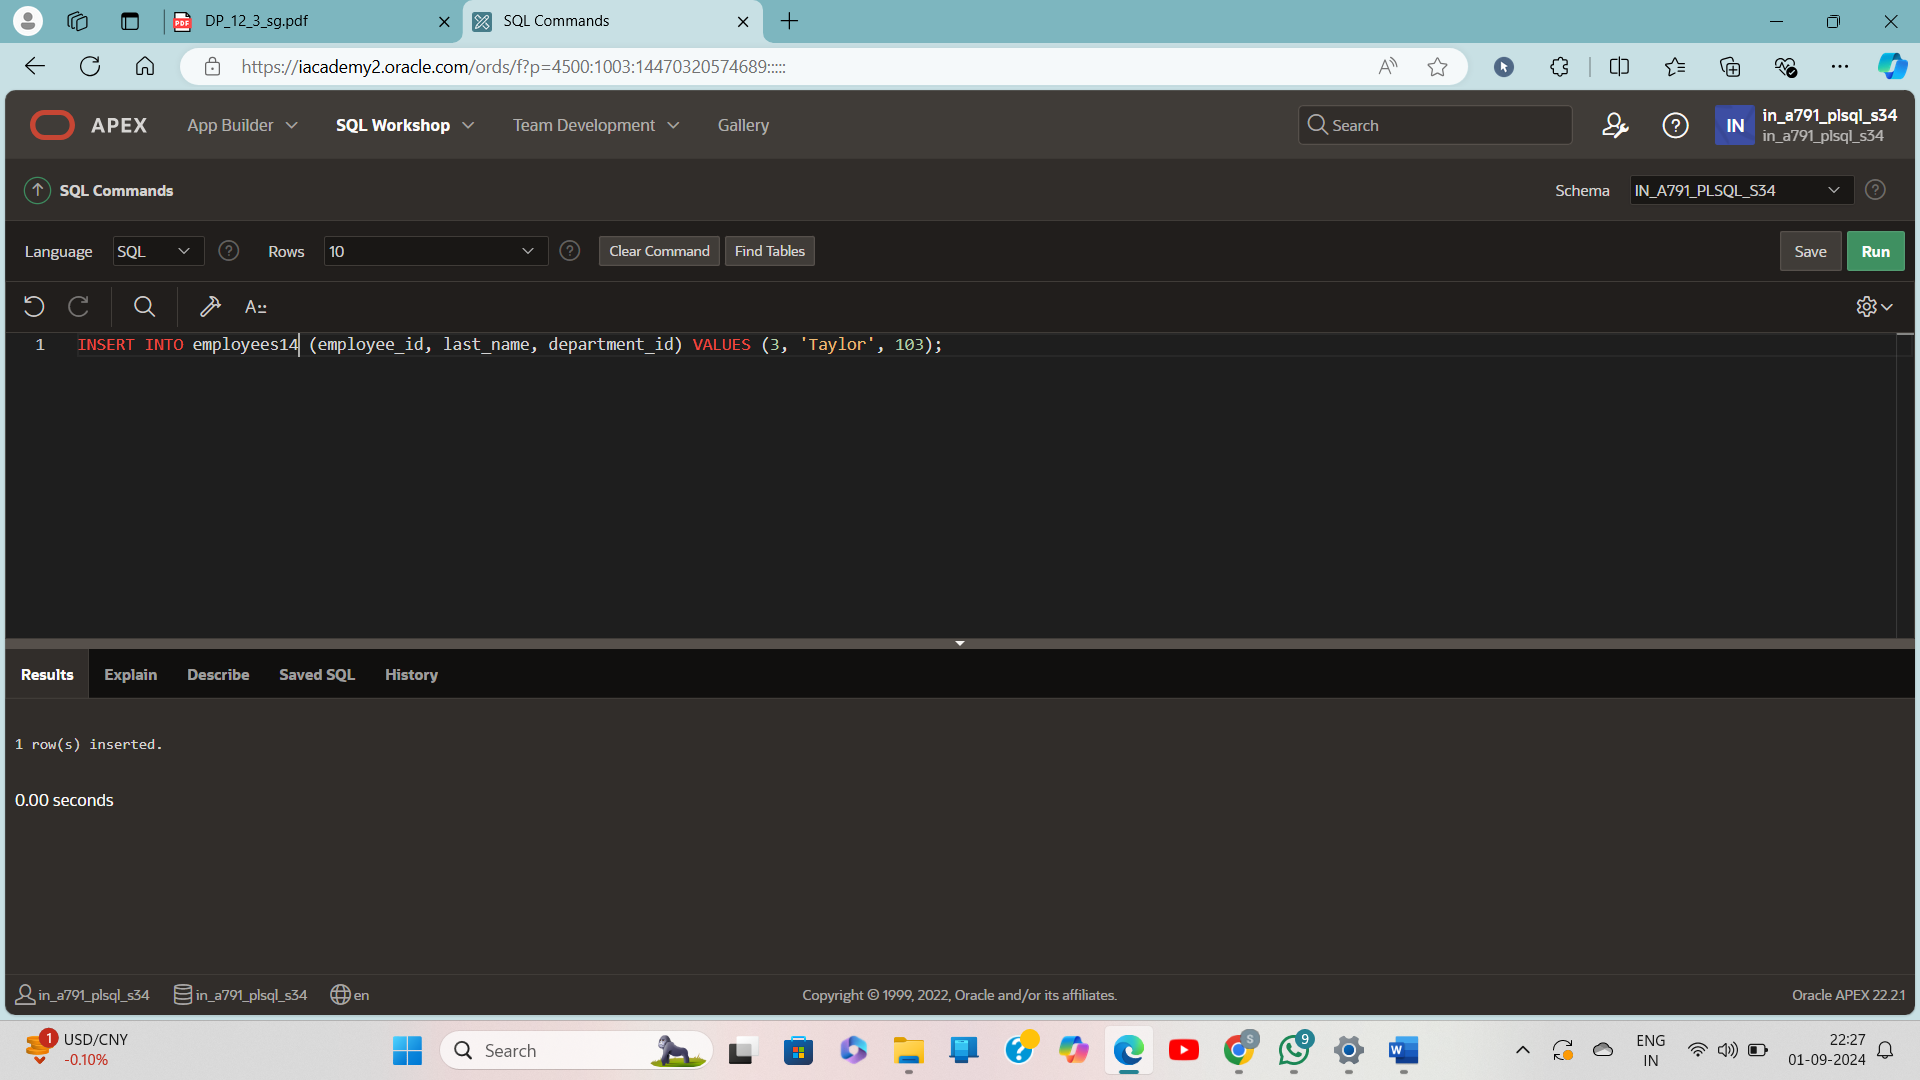 DP_12_3_sg.pdf
SQL Commands
https://iacademy2.oracle.com/ords/f?p=4500:1003:14470320574689:::::
APEX App Builder SQL Workshop Team Development Gallery
Search
IN
in_a791_plsql_s34
in_a791_plsql_s34
SQL Commands
Schema IN_A791_PLSQL_S34
Language SQL Rows 10 Clear Command Find Tables Save Run
1 INSERT INTO employees14 (employee_id, last_name, department_id) VALUES (3, 'Taylor', 103);
Results Explain Describe Saved SQL History
1 row(s) inserted.
0.00 seconds
in_a791_plsql_s34 in_a791_plsql_s34 en
Copyright © 1999, 2022, Oracle and/or its affiliates.
Oracle APEX 22.2.1
1
USD/CNY
-0.10%
Search
S
9
ENG
IN
22:27
01-09-2024